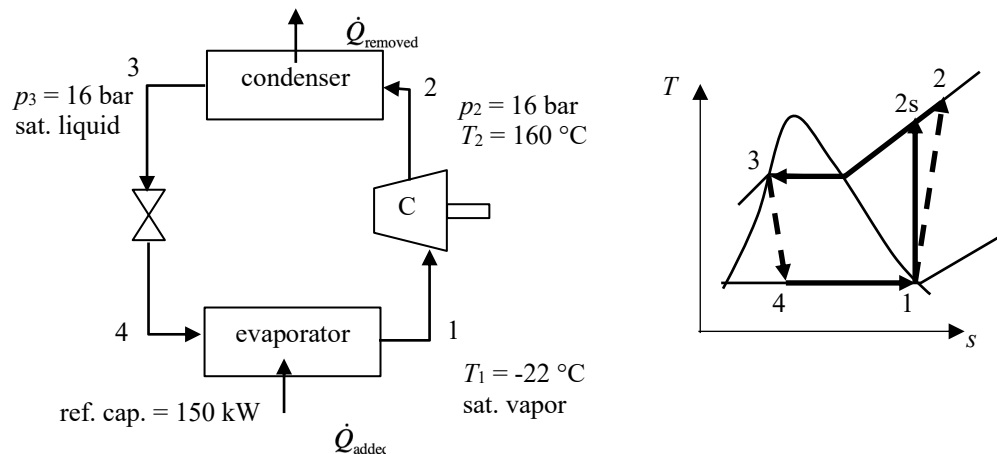 Q̇removed
3
condenser
2
p3 = 16 bar
sat. liquid
p2 = 16 bar
T2 = 160 °C
C
4
evaporator
1
T1 = -22 °C
sat. vapor
ref. cap. = 150 kW
Q̇added
T
2
2s
3
4
1
s